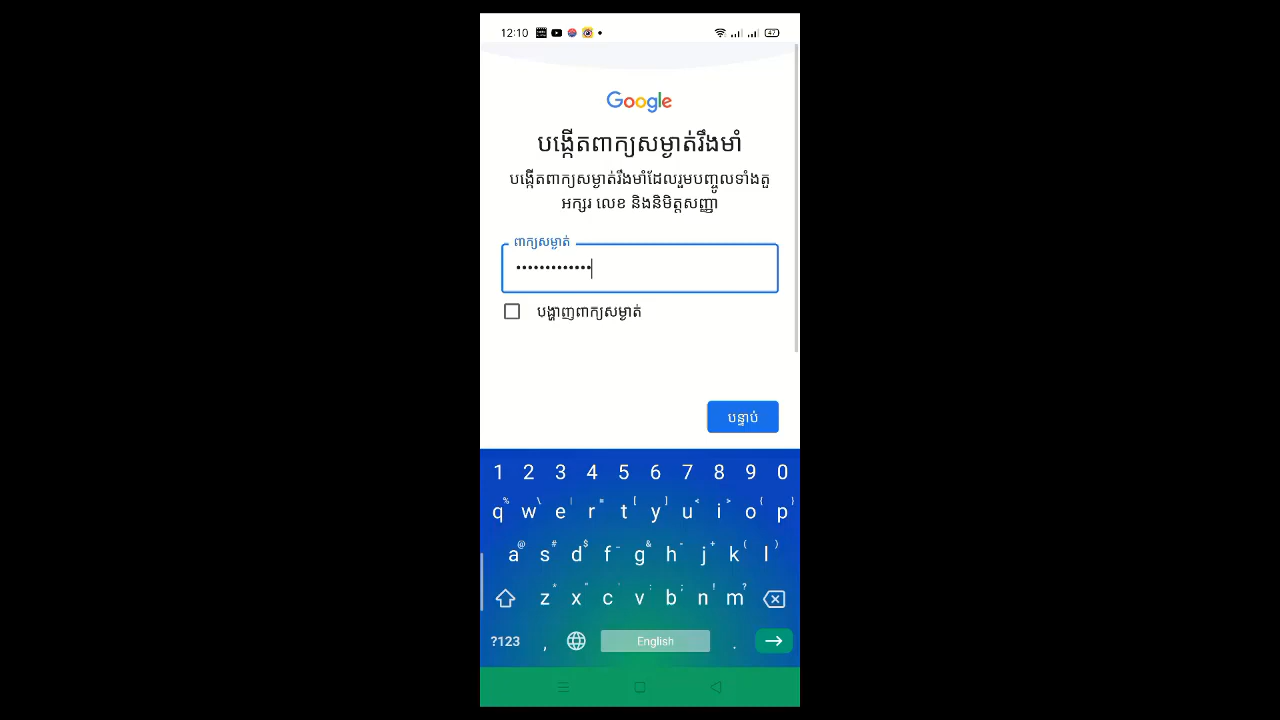 12:10
47
Google
បង្កើតពាក្យសម្ងាត់រឹងមាំ
បង្កើតពាក្យសម្ងាត់រឹងមាំដែលរួមបញ្ចូលទាំងតួ
អក្សរ លេខ និងនិមិត្តសញ្ញា
ពាក្យសម្ងាត់
•••••••••••••
បង្ហាញពាក្យសម្ងាត់
បន្ទាប់
1 2 3 4 5 6 7 8 9 0
q w e r t y u i o p
a s d f g h j k l
z x c v b n m
?123 , English .